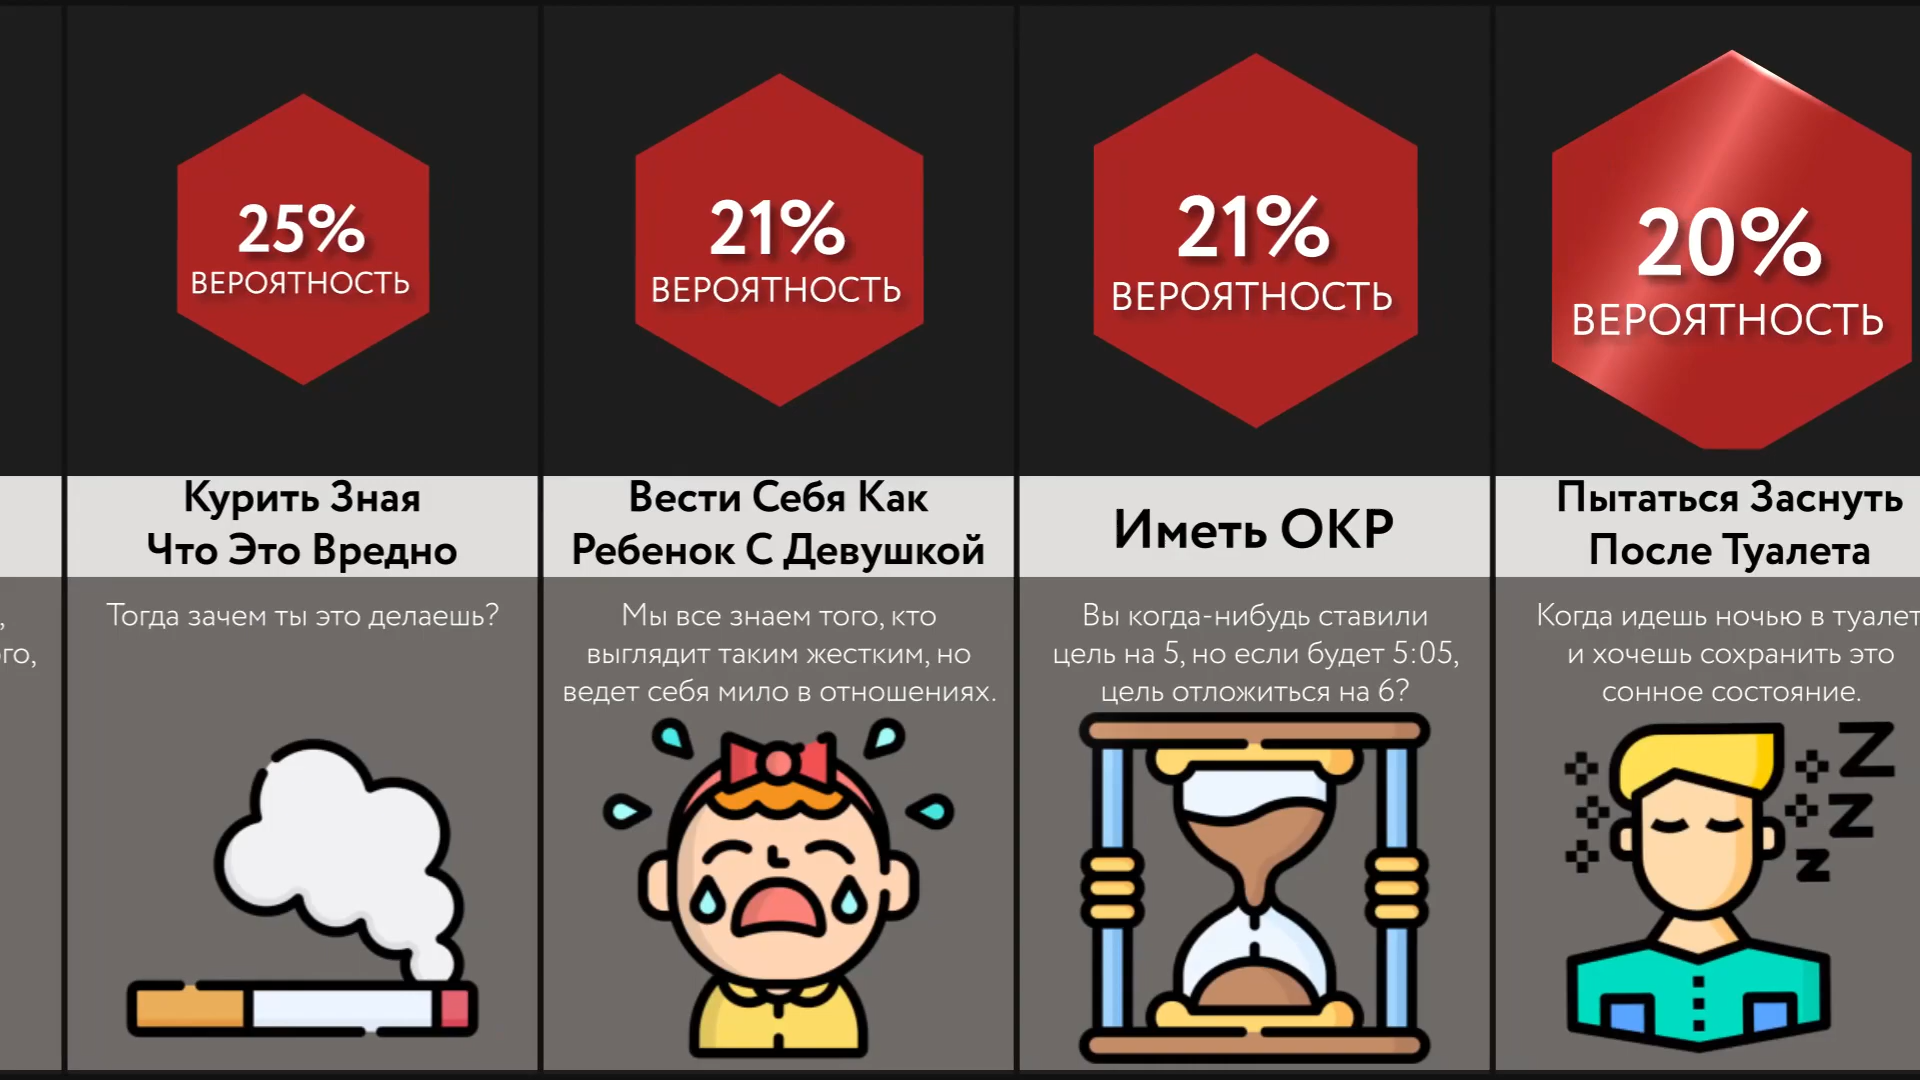 25%
ВЕРОЯТНОСТЬ
Курить Зная
Что Это Вредно
Тогда зачем ты это делаешь?
21%
ВЕРОЯТНОСТЬ
Вести Себя Как
Ребенок С Девушкой
Мы все знаем того, кто
выглядит таким жестким, но
ведет себя мило в отношениях.
21%
ВЕРОЯТНОСТЬ
Иметь ОКР
Вы когда-нибудь ставили
цель на 5, но если будет 5:05,
цель отложиться на 6?
20%
ВЕРОЯТНОСТЬ
Пытаться Заснуть
После Туалета
Когда идешь ночью в туалет
и хочешь сохранить это
сонное состояние.
Z
Z
Z